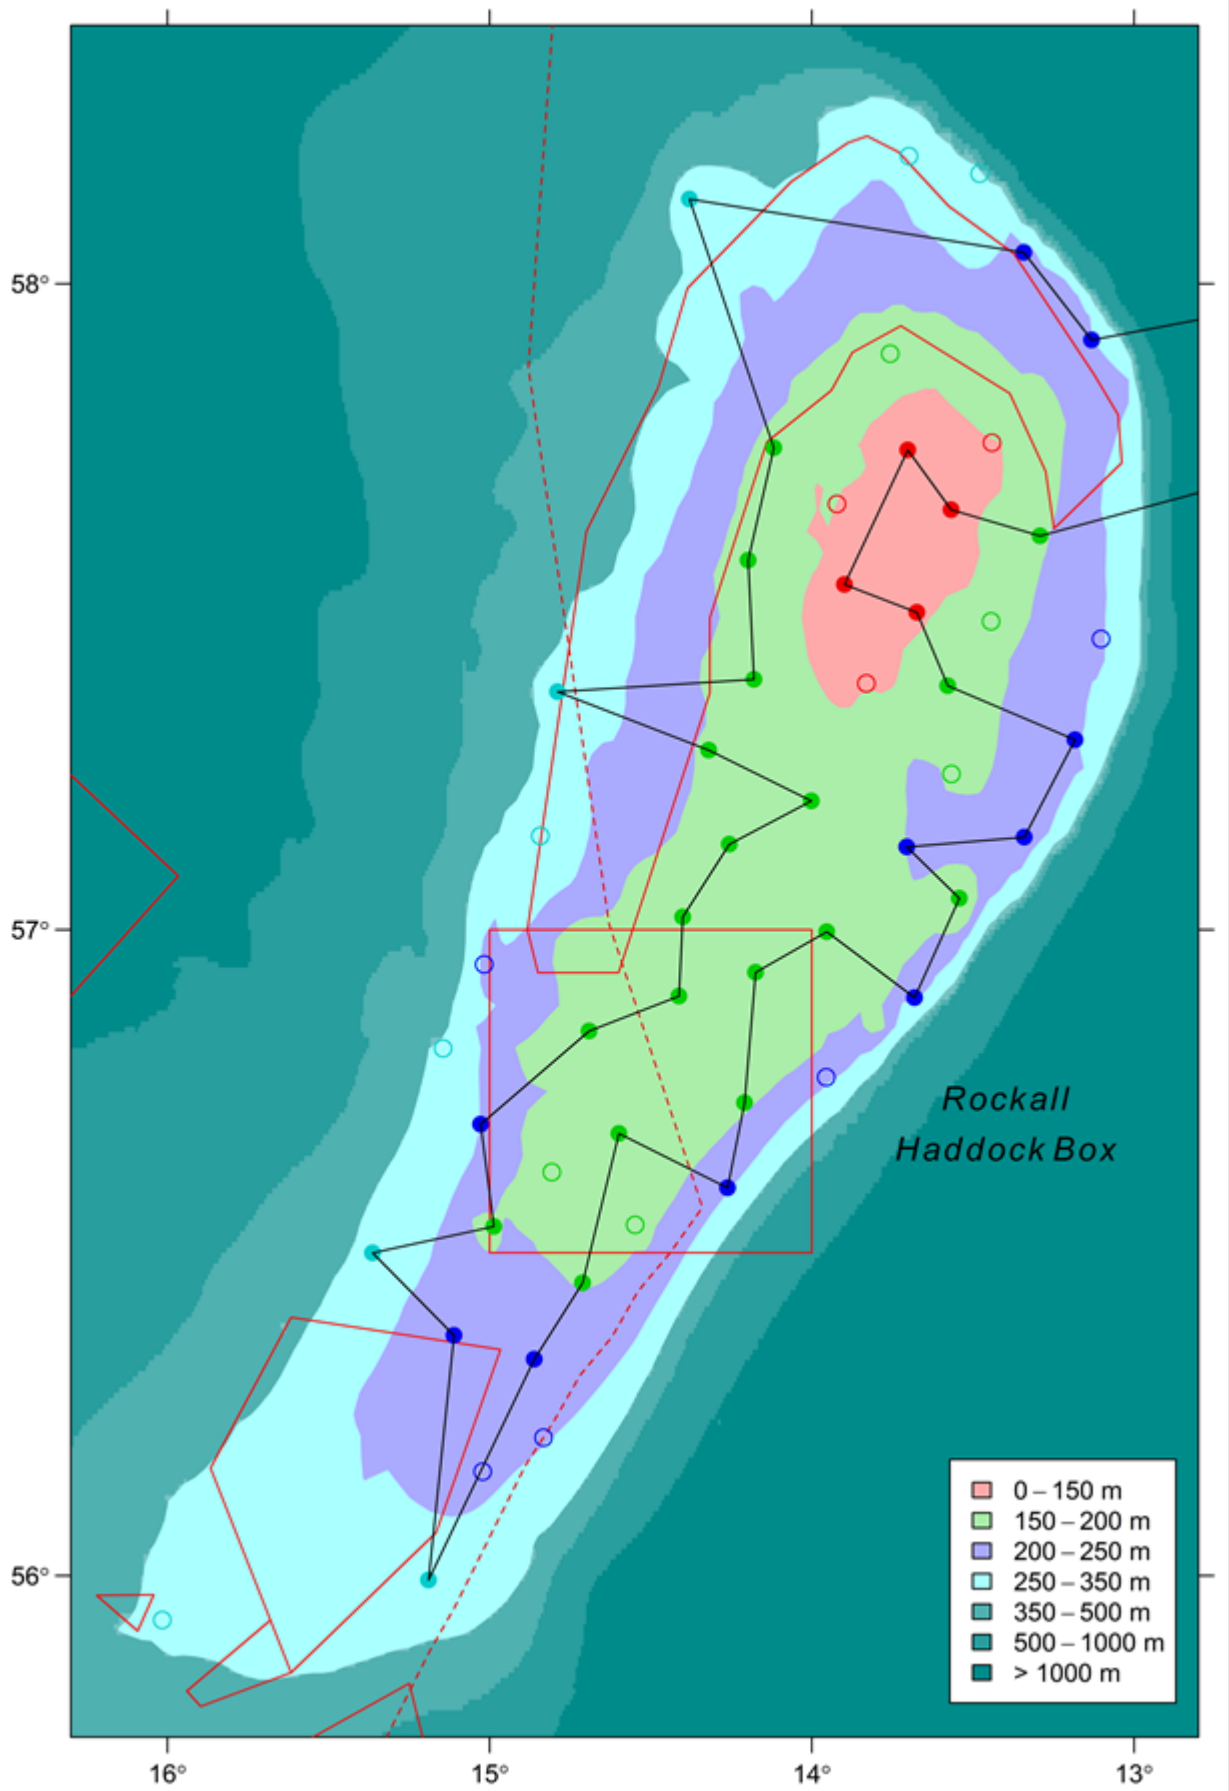 58°
57°
Rockall
Haddock Box
0 – 150 m
150 – 200 m
200 – 250 m
250 – 350 m
350 – 500 m
500 – 1000 m
> 1000 m
56°
16°
15°
14°
13°